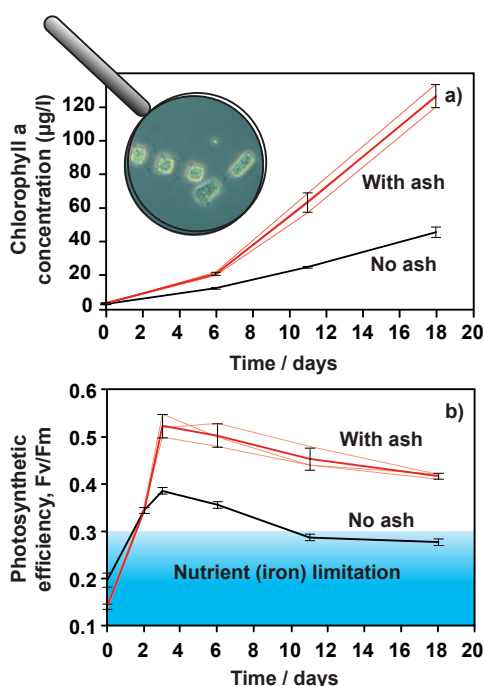 a)
Chlorophyll a
concentration (µg/l)
120
100
80
60
40
20
0
With ash
No ash
0 2 4 6 8 10 12 14 16 18 20
Time / days
b)
Photosynthetic
efficiency, Fv/Fm
0.6
0.5
0.4
0.3
0.2
0.1
With ash
No ash
Nutrient (iron) limitation
0 2 4 6 8 10 12 14 16 18 20
Time / days